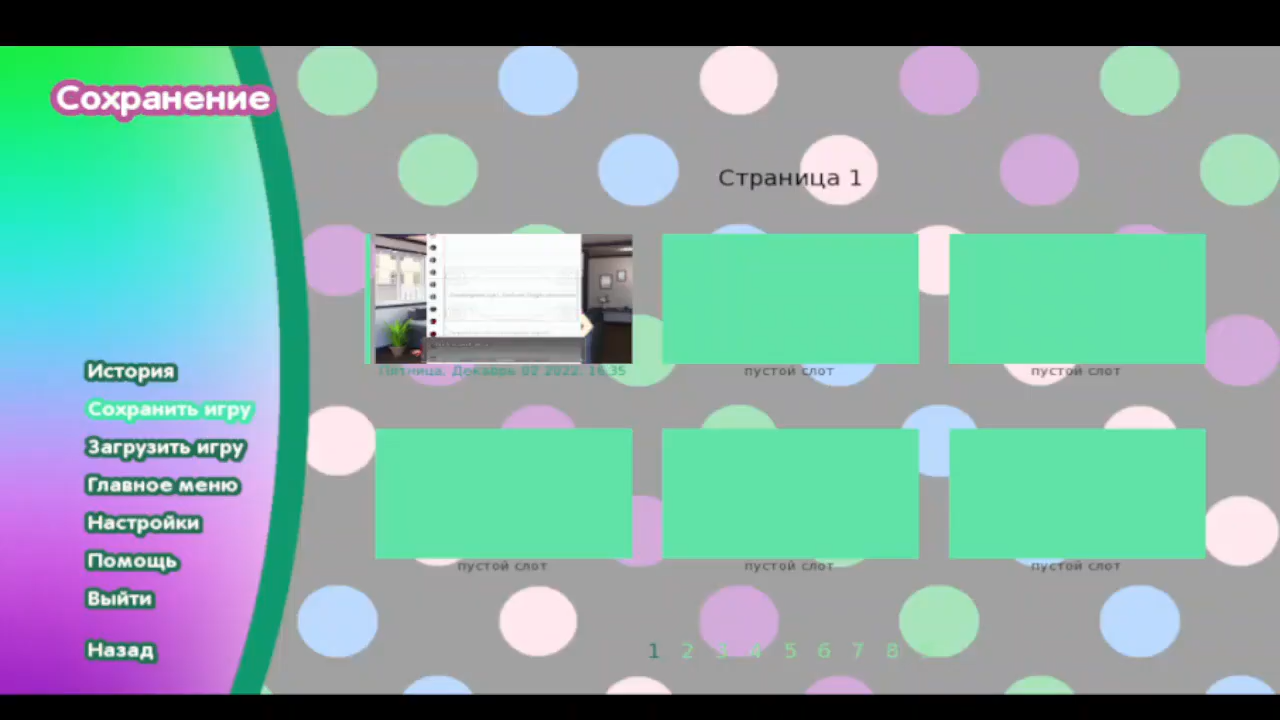 Сохранение
Страница 1
Пятница, Декабрь 02 2022, 16:35
пустой слот
пустой слот
пустой слот
пустой слот
пустой слот
История
Сохранить игру
Загрузить игру
Главное меню
Настройки
Помощь
Выйти
Назад
1 2 3 4 5 6 7 8 9